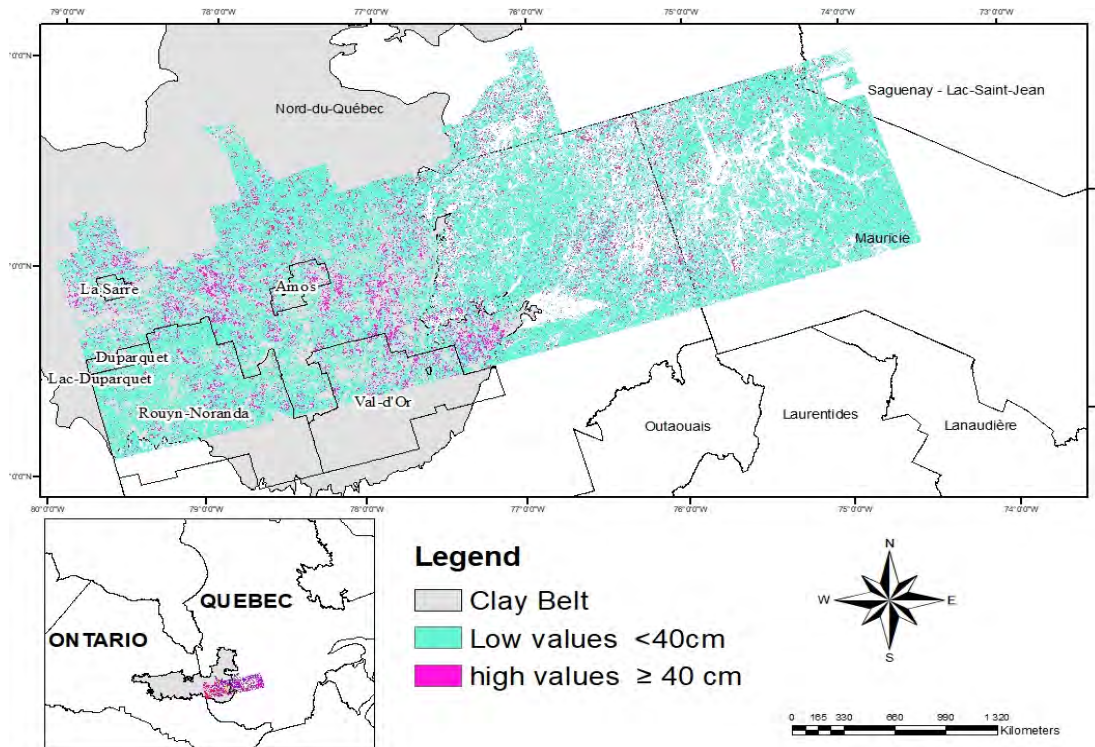 79°0'0"W 78°0'0"W 77°0'0"W 76°0'0"W 75°0'0"W 74°0'0"W 73°0'0"W
Nord-du-Québec
Saguenay - Lac-Saint-Jean
Mauricie
La Sarre
Amos
Duparquet
Lac-Duparquet
Rouyn-Noranda
Val-d'Or
Outaouais
Laurentides
Lanaudière
80°0'0"W 79°0'0"W 78°0'0"W 77°0'0"W 76°0'0"W 75°0'0"W 74°0'0"W
QUEBEC
ONTARIO
Legend
Clay Belt
Low values <40cm
high values ≥ 40 cm
N
W E
S
0 165 330 660 990 1 320
Kilometers